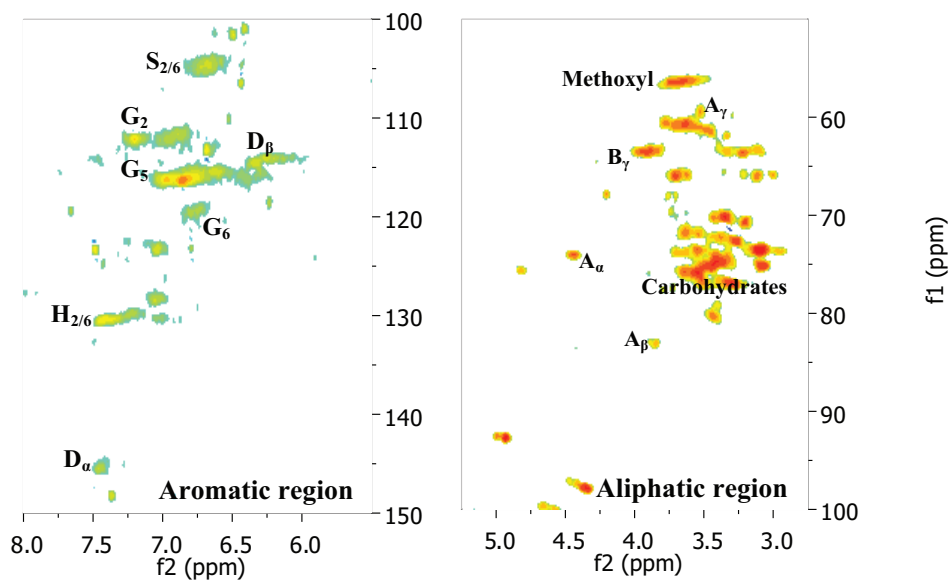 S2/6
G2
Dβ
G5
G6
H2/6
Dα
Aromatic region
100
110
120
130
140
150
8.0 7.5 7.0 6.5 6.0
f2 (ppm)
Methoxyl
Aγ
Bγ
Aα
Carbohydrates
Aβ
Aliphatic region
60
70
80
90
100
f1 (ppm)
5.0 4.5 4.0 3.5 3.0
f2 (ppm)